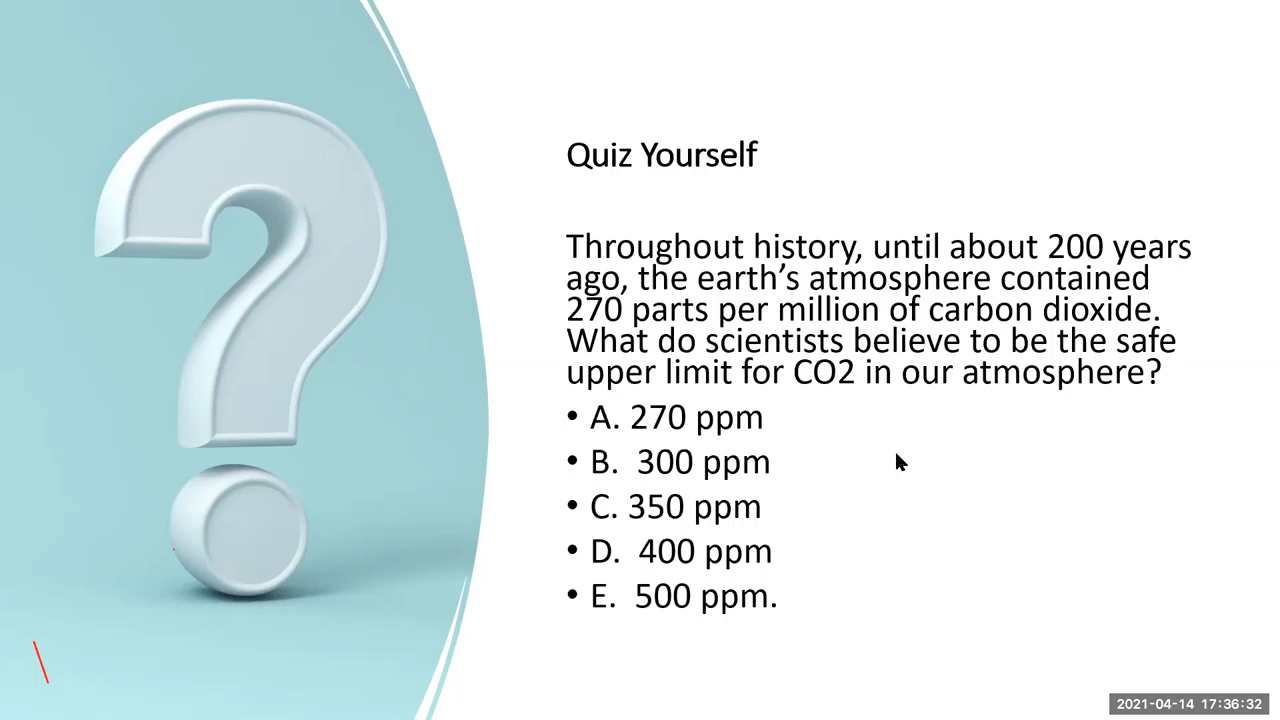 Quiz Yourself
Throughout history, until about 200 years
ago, the earth’s atmosphere contained
270 parts per million of carbon dioxide.
What do scientists believe to be the safe
upper limit for CO2 in our atmosphere?
• A. 270 ppm
• B.  300 ppm
• C. 350 ppm
• D.  400 ppm
• E.  500 ppm.
2021-04-14 17:36:32